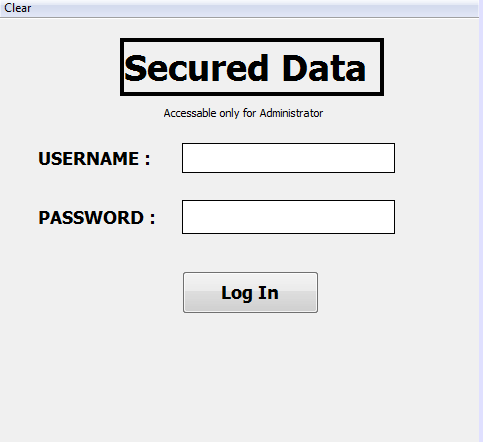 Clear
Secured Data
Accessable only for Administrator
USERNAME :
PASSWORD :
Log In